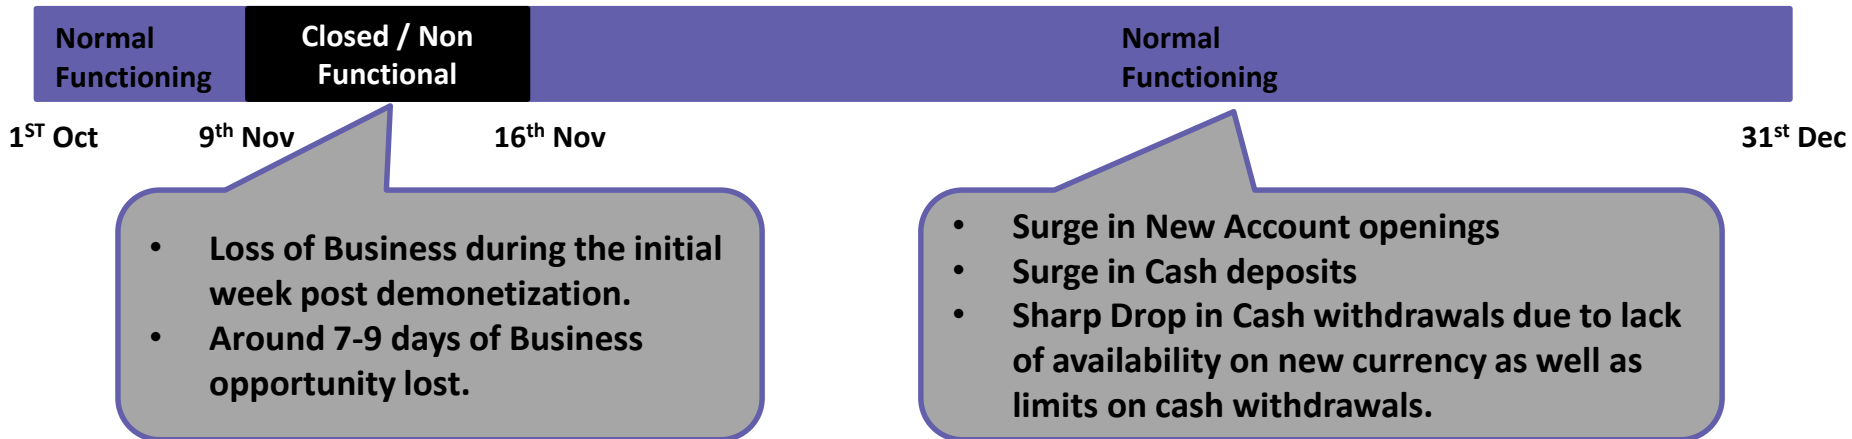 Normal
Functioning
Closed / Non
Functional
Normal
Functioning
1ST Oct
9th Nov
16th Nov
31st Dec
• Loss of Business during the initial
week post demonetization.
• Around 7-9 days of Business
opportunity lost.
• Surge in New Account openings
• Surge in Cash deposits
• Sharp Drop in Cash withdrawals due to lack
of availability on new currency as well as
limits on cash withdrawals.